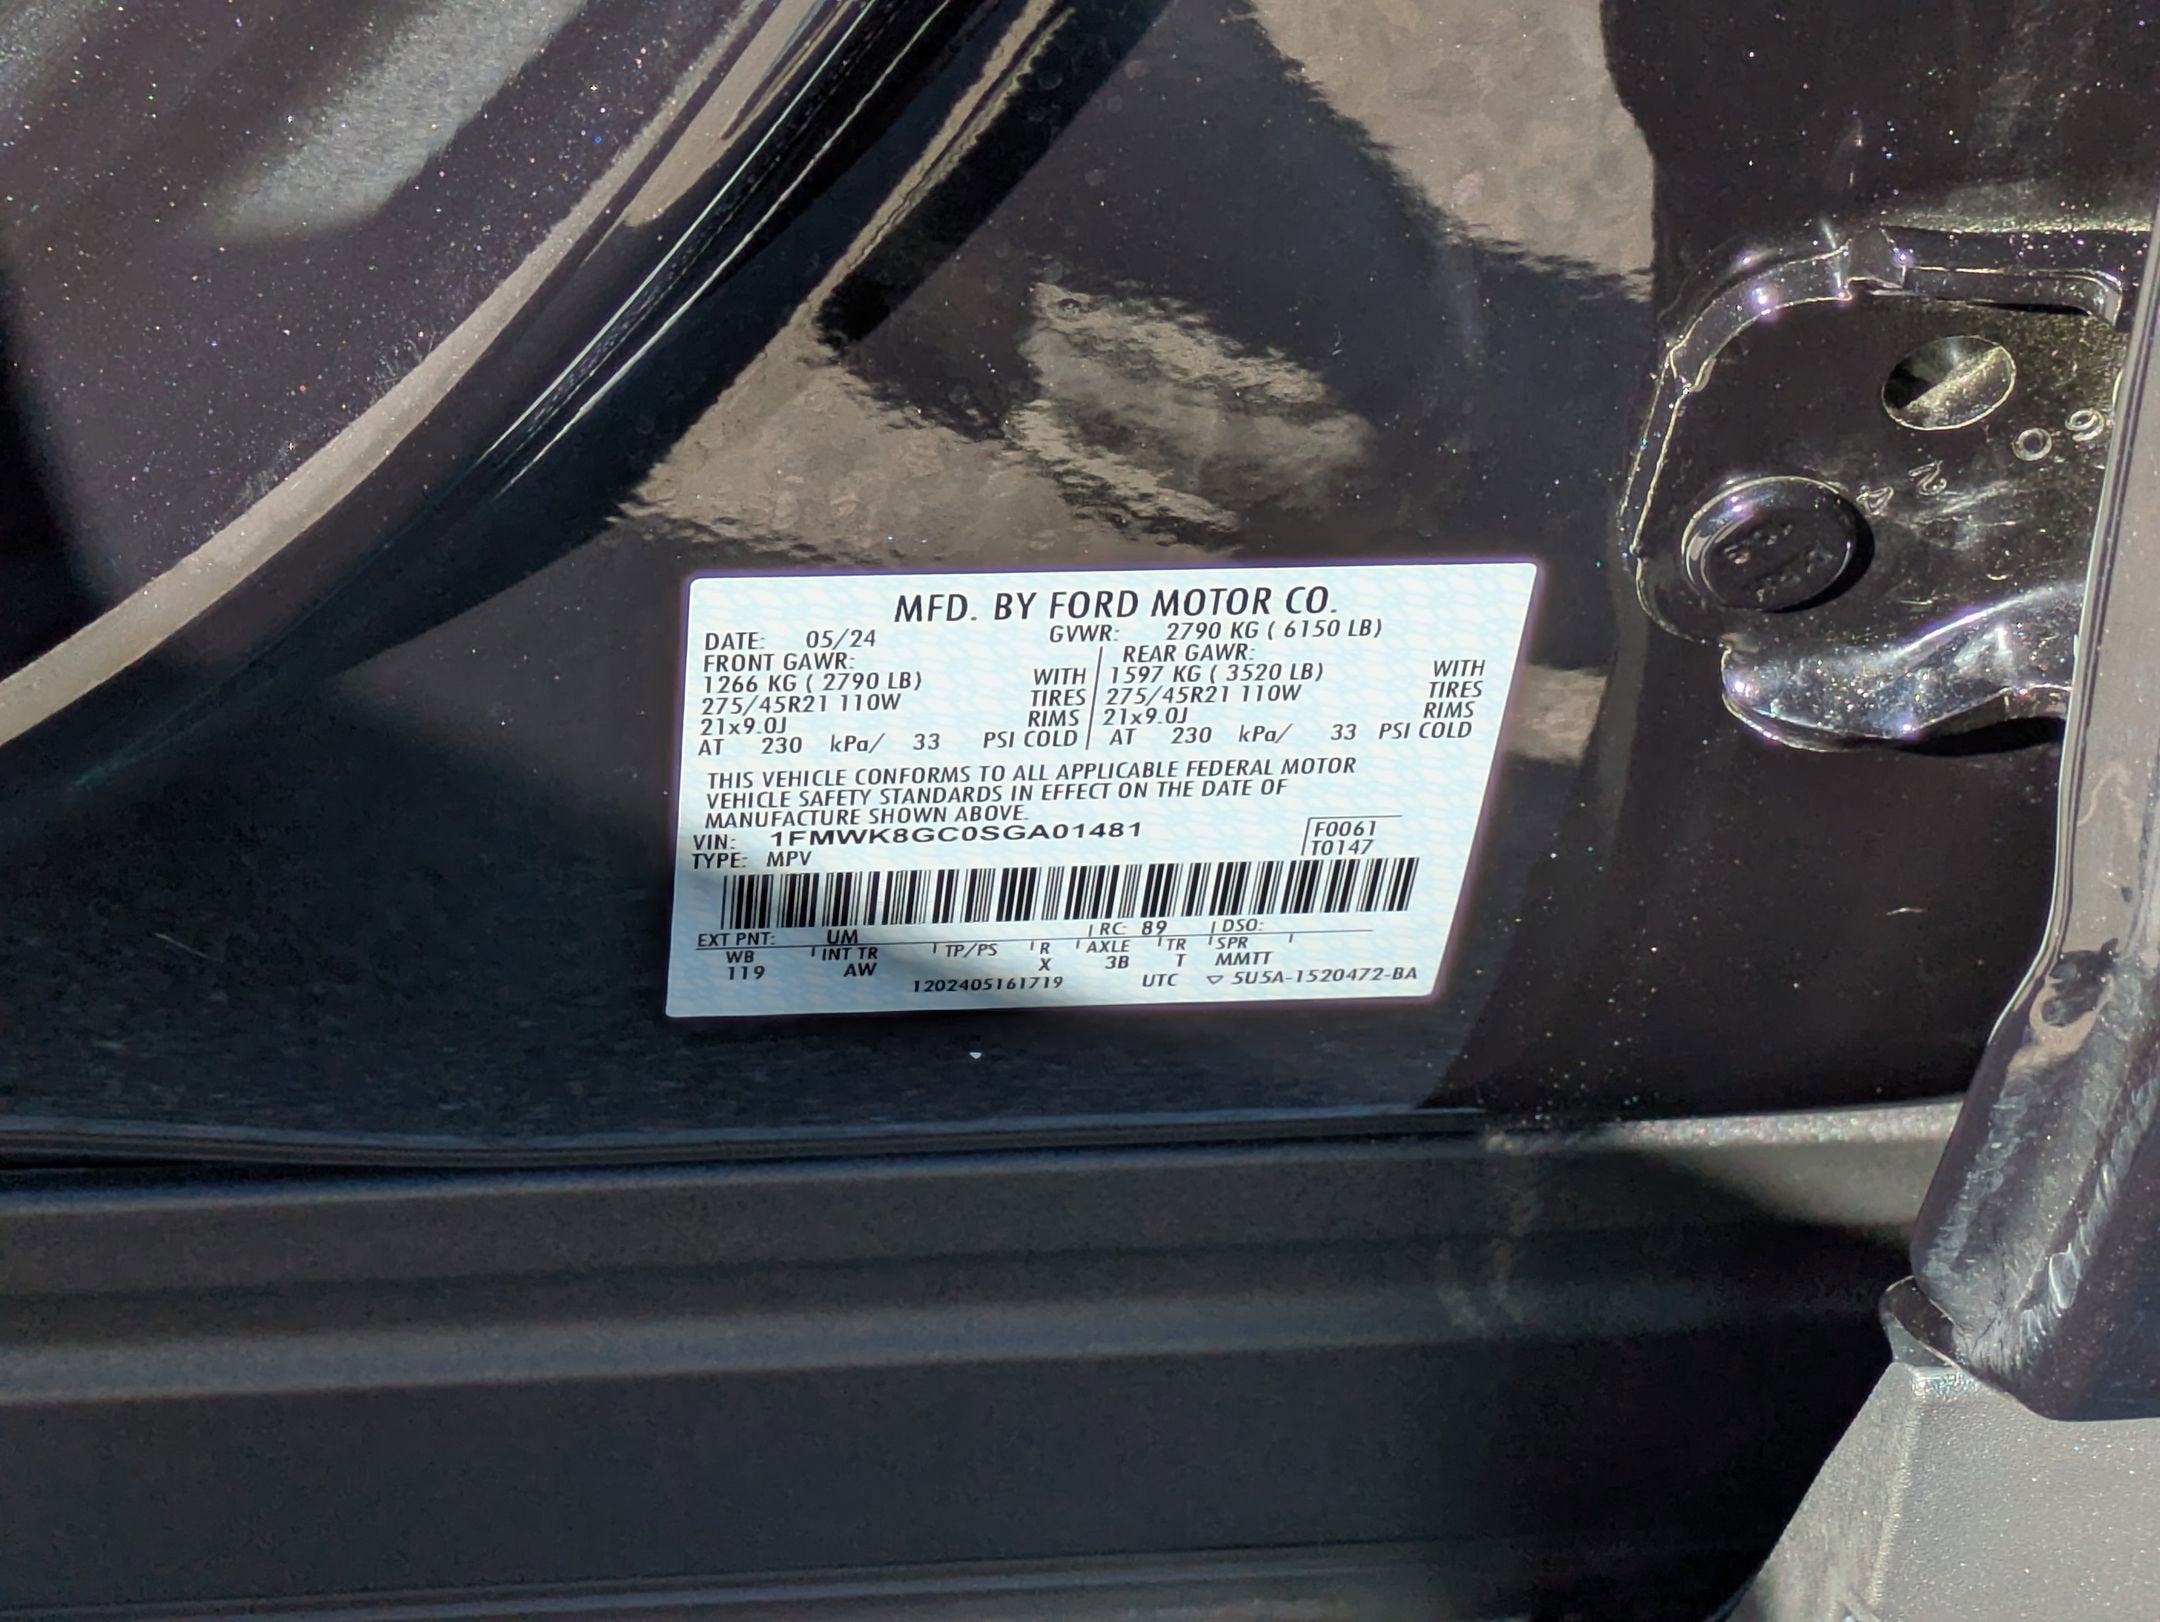 MFD. BY FORD MOTOR CO.
DATE: 05/24 GVWR: 2790 KG ( 6150 LB)
FRONT GAWR: REAR GAWR:
1266 KG ( 2790 LB) WITH 1597 KG ( 3520 LB) WITH
275/45R21 110W TIRES 275/45R21 110W TIRES
21x9.0J RIMS 21x9.0J RIMS
AT 230 kPa/ 33 PSI COLD AT 230 kPa/ 33 PSI COLD
THIS VEHICLE CONFORMS TO ALL APPLICABLE FEDERAL MOTOR
VEHICLE SAFETY STANDARDS IN EFFECT ON THE DATE OF
MANUFACTURE SHOWN ABOVE.
VIN: 1FMWK8GC0SGA01481 F0061
TYPE: MPV T0147
EXT PNT: UM RC: 89 DSO:
WB INT TR TP/PS R AXLE TR SPR
119 AW X 3B T MMTT
1202405161719 UTC ▽ 5U5A-1520472-BA